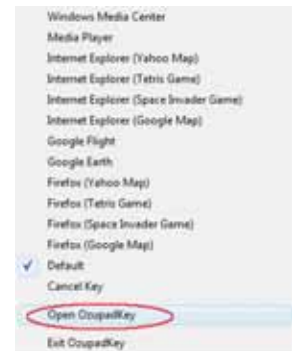 Windows Media Center
Media Player
Internet Explorer (Yahoo Map)
Internet Explorer (Tetris Game)
Internet Explorer (Space Invader Game)
Internet Explorer (Google Map)
Google Flight
Google Earth
Firefox (Yahoo Map)
Firefox (Tetris Game)
Firefox (Space Invader Game)
Firefox (Google Map)
Default
Cancel Key
Open OzupadKey
Exit OzupadKey